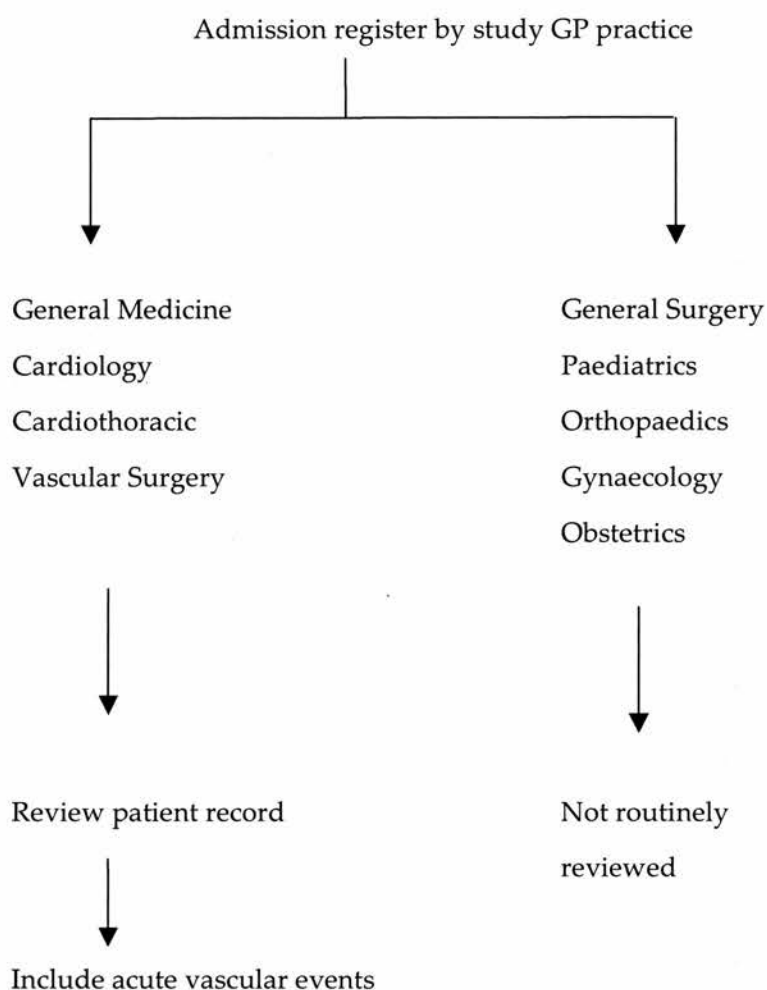 Admission register by study GP practice
General Medicine
Cardiology
Cardiothoracic
Vascular Surgery
General Surgery
Paediatrics
Orthopaedics
Gynaecology
Obstetrics
Review patient record
Not routinely
reviewed
Include acute vascular events